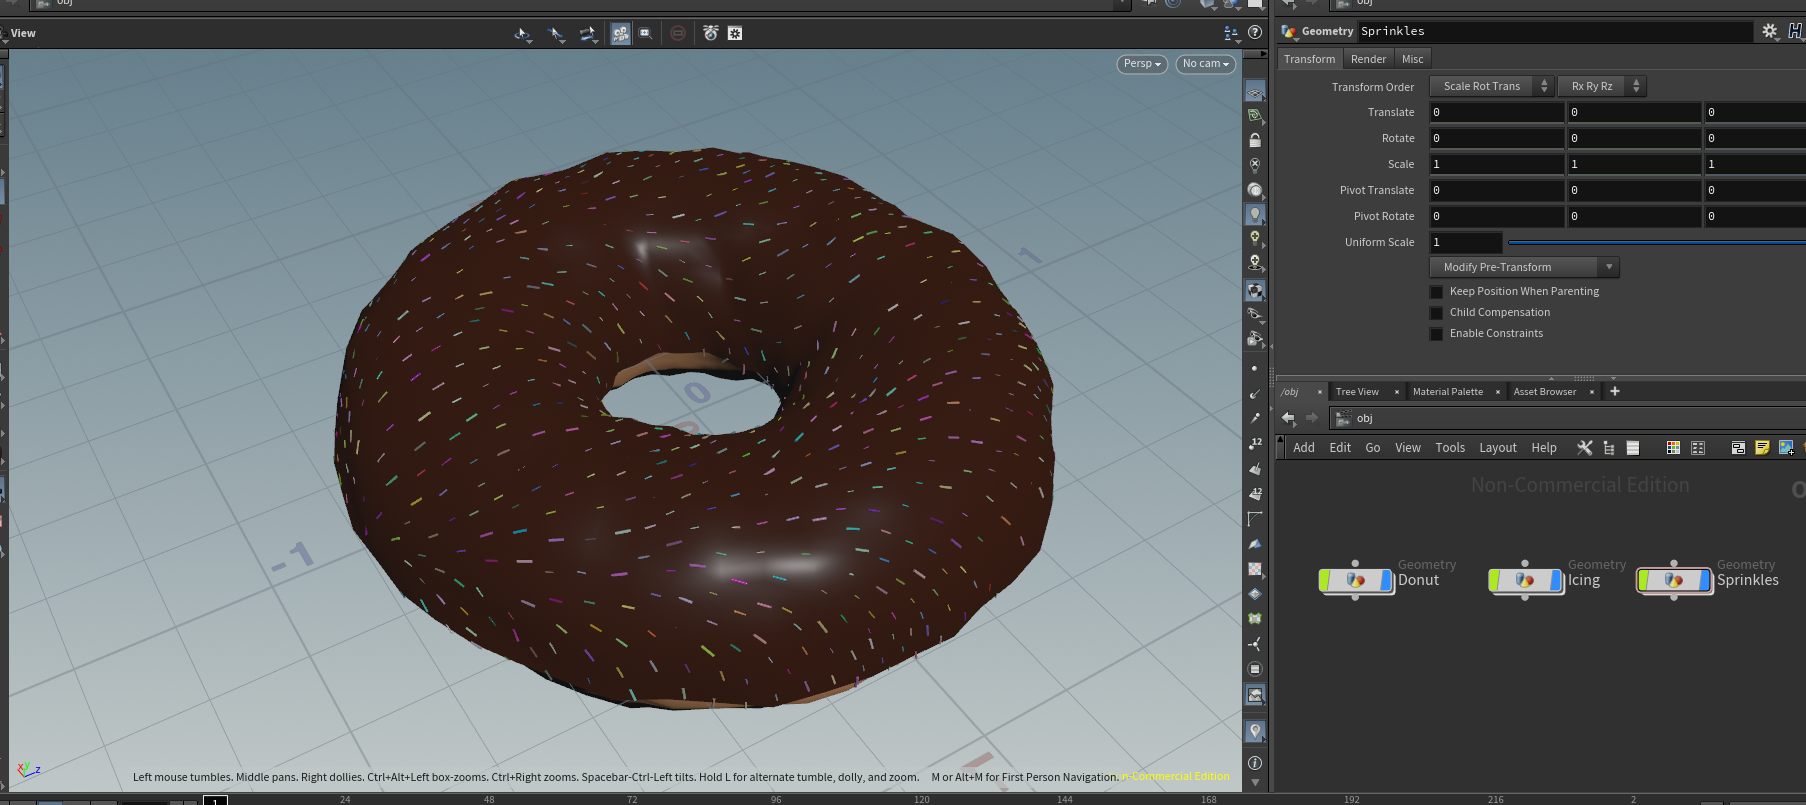 obj
obj
View
Geometry Sprinkles
Persp
No cam
Transform Render Misc
Transform Order Scale Rot Trans Rx Ry Rz
Translate 0 0 0
Rotate 0 0 0
Scale 1 1 1
Pivot Translate 0 0 0
Pivot Rotate 0 0 0
Uniform Scale 1
Modify Pre-Transform
Keep Position When Parenting
Child Compensation
Enable Constraints
/obj Tree View Material Palette Asset Browser
obj
Add Edit Go View Tools Layout Help
12
12
Non-Commercial Edition
Geometry
Donut
Geometry
Icing
Geometry
Sprinkles
1
0
-1
x y z
Left mouse tumbles. Middle pans. Right dollies. Ctrl+Alt+Left box-zooms. Ctrl+Right zooms. Spacebar-Ctrl-Left tilts. Hold L for alternate tumble, dolly, and zoom. M or Alt+M for First Person Navigation.
n-Commercial Edition
1 24 48 72 96 120 144 168 192 216 2